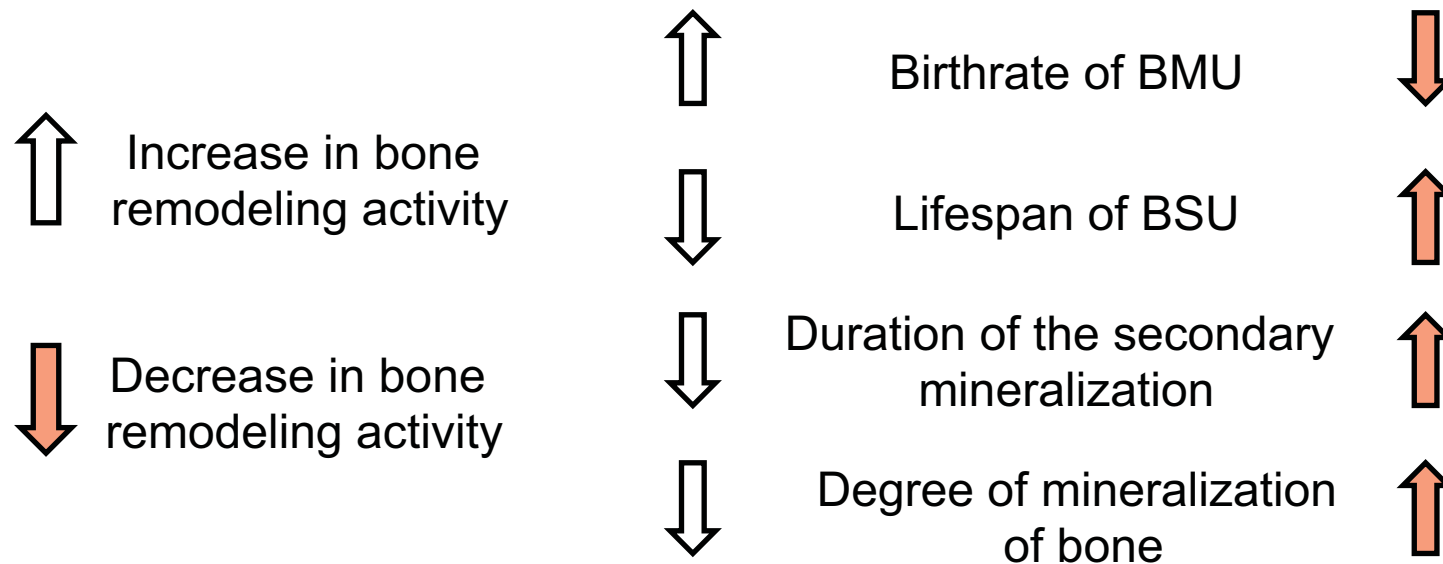 Increase in bone
remodeling activity
Decrease in bone
remodeling activity
Birthrate of BMU
Lifespan of BSU
Duration of the secondary
mineralization
Degree of mineralization
of bone